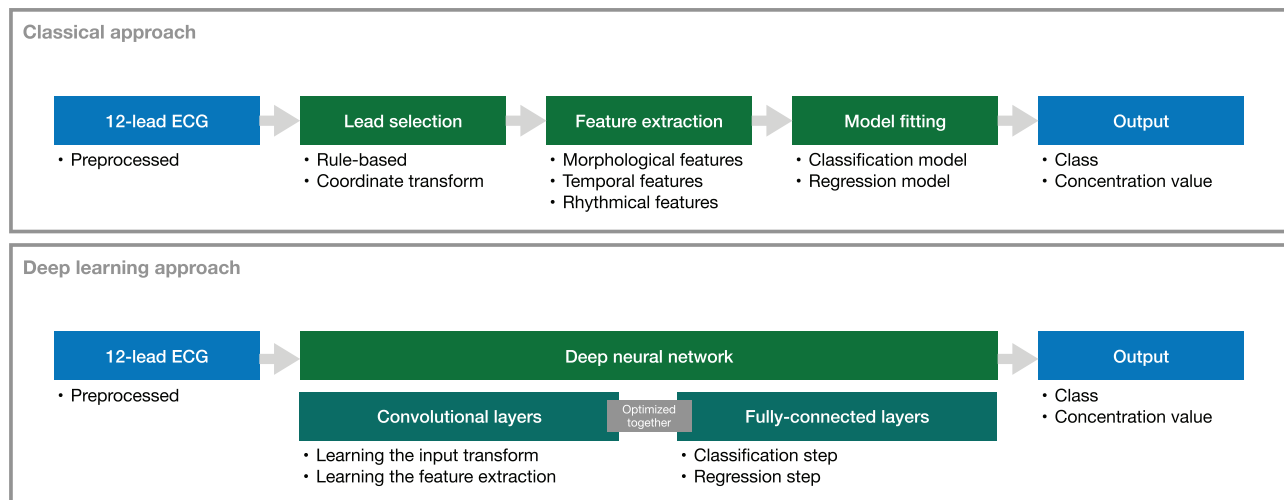 Classical approach
12-lead ECG
• Preprocessed
Lead selection
• Rule-based
• Coordinate transform
Feature extraction
• Morphological features
• Temporal features
• Rhythmical features
Model fitting
• Classification model
• Regression model
Output
• Class
• Concentration value
Deep learning approach
12-lead ECG
• Preprocessed
Deep neural network
Convolutional layers
• Learning the input transform
• Learning the feature extraction
Optimized
together
Fully-connected layers
• Classification step
• Regression step
Output
• Class
• Concentration value